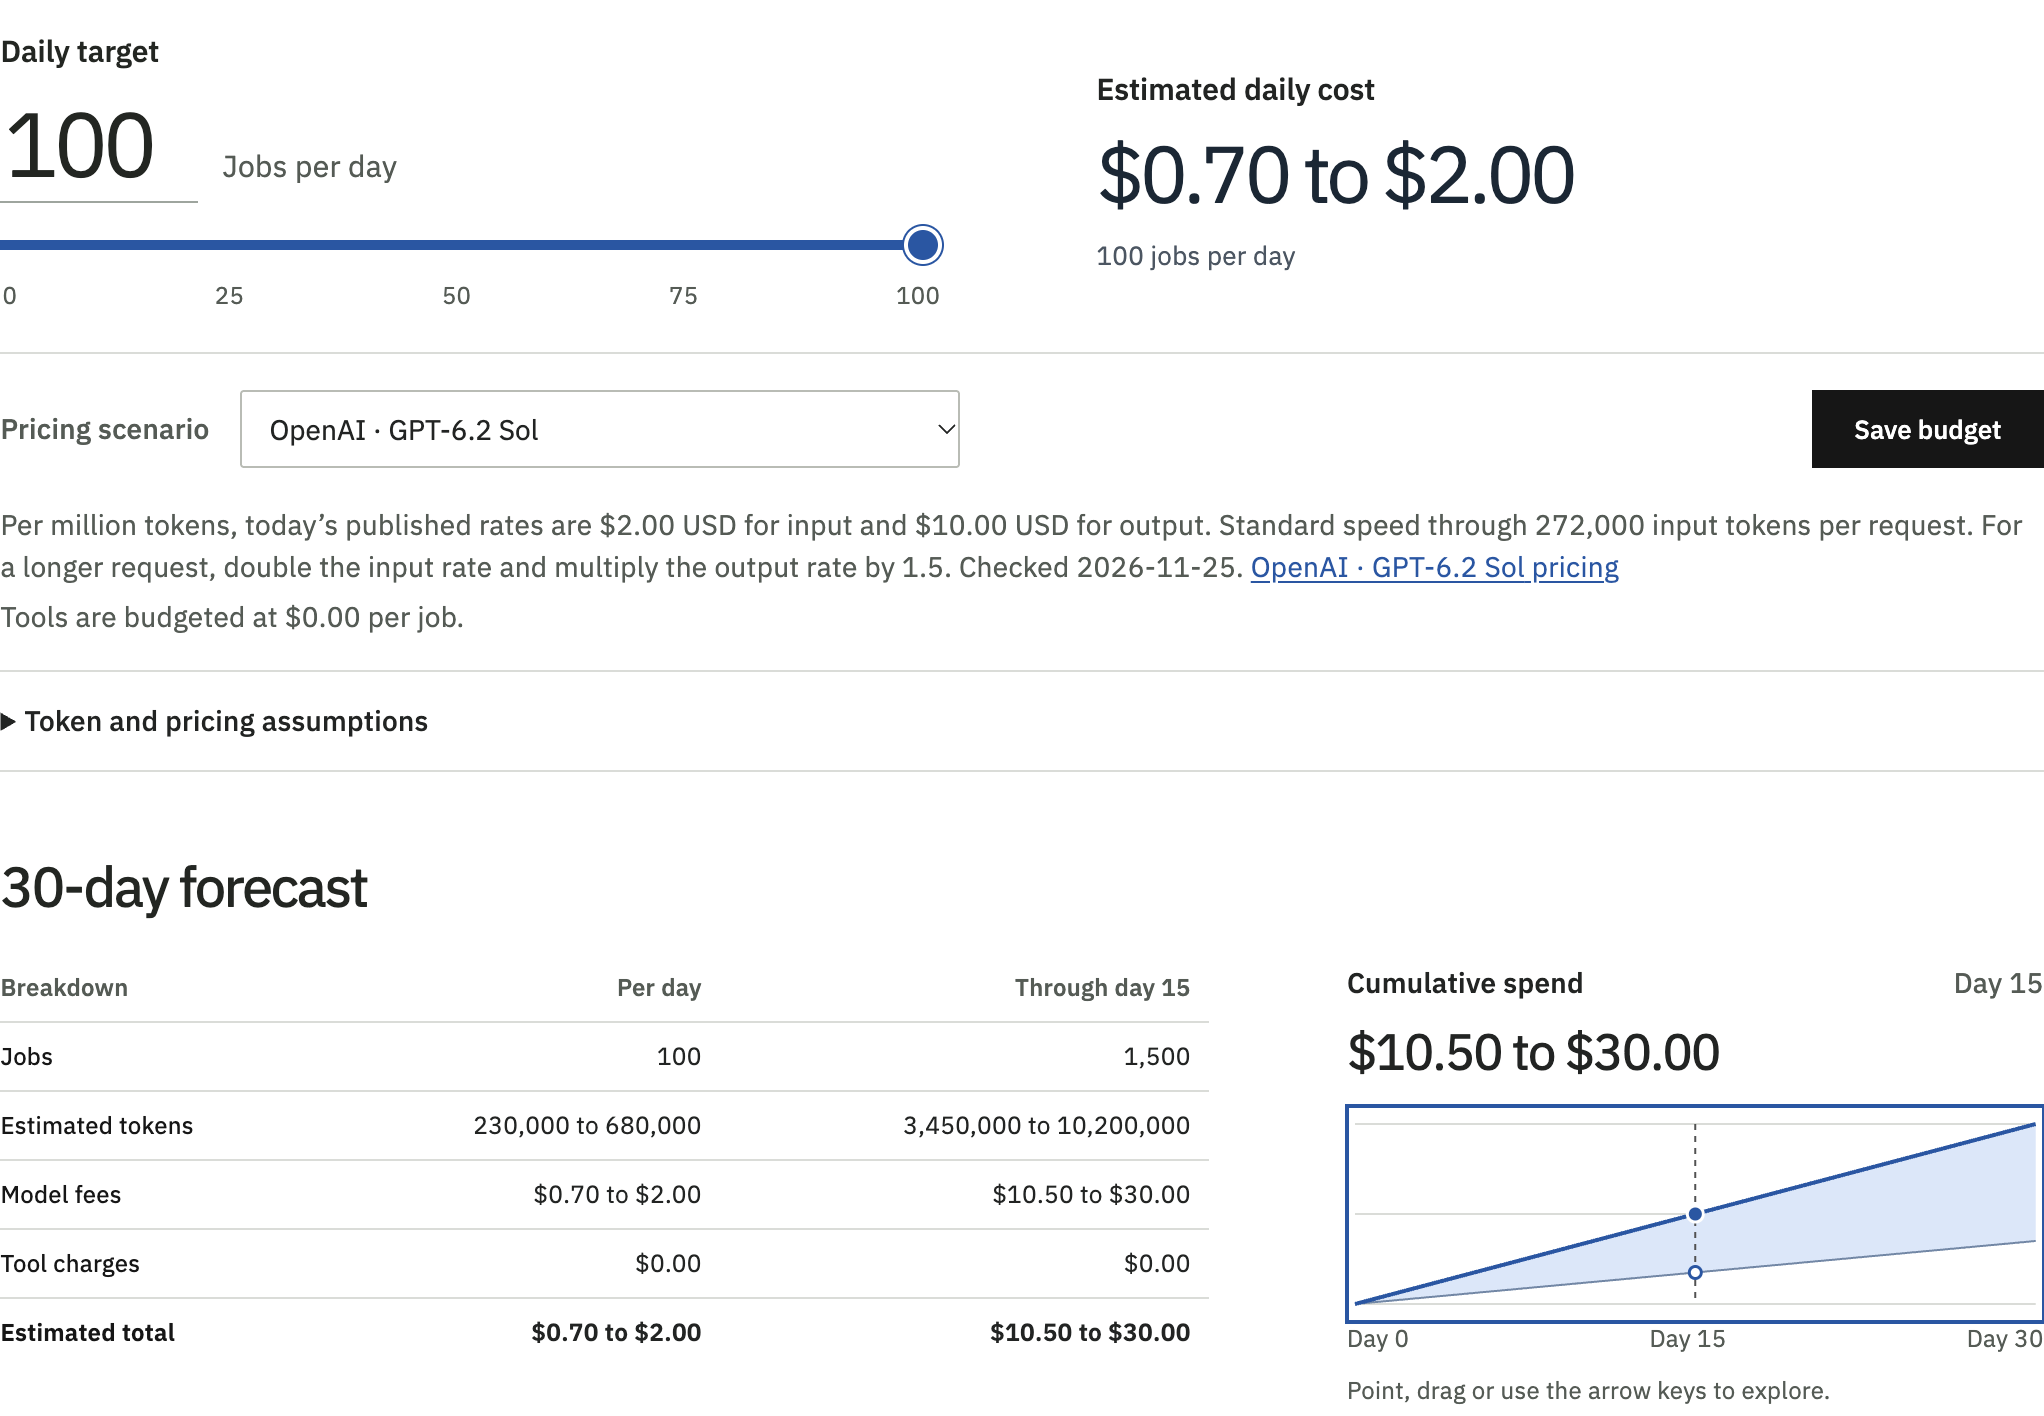 Daily target
100 Jobs per day
0 25 50 75 100
Estimated daily cost
$0.70 to $2.00
100 jobs per day
Pricing scenario
OpenAI · GPT-6.2 Sol
Save budget
Per million tokens, today’s published rates are $2.00 USD for input and $10.00 USD for output. Standard speed through 272,000 input tokens per request. For
a longer request, double the input rate and multiply the output rate by 1.5. Checked 2026-11-25. OpenAI · GPT-6.2 Sol pricing
Tools are budgeted at $0.00 per job.
Token and pricing assumptions
30-day forecast
Breakdown Per day Through day 15
Jobs 100 1,500
Estimated tokens 230,000 to 680,000 3,450,000 to 10,200,000
Model fees $0.70 to $2.00 $10.50 to $30.00
Tool charges $0.00 $0.00
Estimated total $0.70 to $2.00 $10.50 to $30.00
Cumulative spend Day 15
$10.50 to $30.00
Day 0 Day 15 Day 30
Point, drag or use the arrow keys to explore.